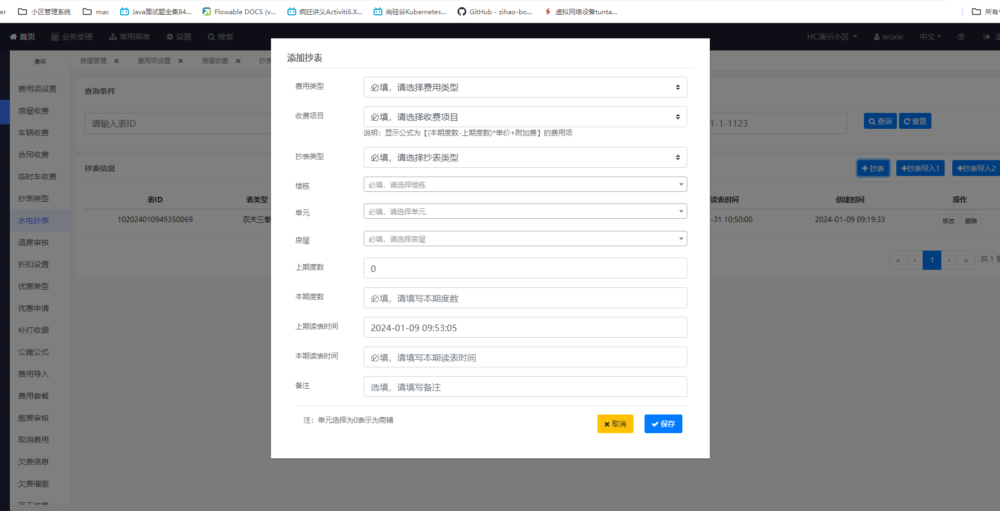 er 小区管理系统 mac Java面试题全集84... Flowable DOCS (v... 疯狂讲义Activiti6.X... 尚硅谷Kubernetes... GitHub - zihao-bo... 虚拟网络设备tunta... 所有
首页 业务受理 常用菜单 设置 搜索 HC演示小区 wuxw 中文
费用 房屋管理 费用项设置 房屋收费 抄表
添加抄表
费用类型 必填，请选择费用类型
收费项目 必填，请选择收费项目
说明：显示公式为【(本期度数-上期度数)*单价+附加费】的费用项
抄表类型 必填，请选择抄表类型
楼栋 必填，请选择楼栋
单元 必填，请选择单元
房屋 必填，请选择房屋
上期度数 0
本期度数 必填，请填写本期度数
上期读表时间 2024-01-09 09:53:05
本期读表时间 必填，请填写本期读表时间
备注 选填，请填写备注
注：单元选择为0表示为商铺 取消 保存
费用项设置
房屋收费
车辆收费
合同收费
临时车收费
抄表类型
水电抄表
退费审核
折扣设置
优惠类型
优惠申请
补打收据
公摊公式
费用导入
费用套餐
缴费审核
取消费用
欠费信息
欠费催缴
查询条件
请输入表ID 1-1-1123 查询 重置
抄表信息 抄表 抄表导入1 抄表导入2
表ID 表类型 读表时间 创建时间 操作
102024010949350069 农夫三拳 -31 10:50:00 2024-01-09 09:19:33 修改 删除
« ‹ 1 › » 共 1 条